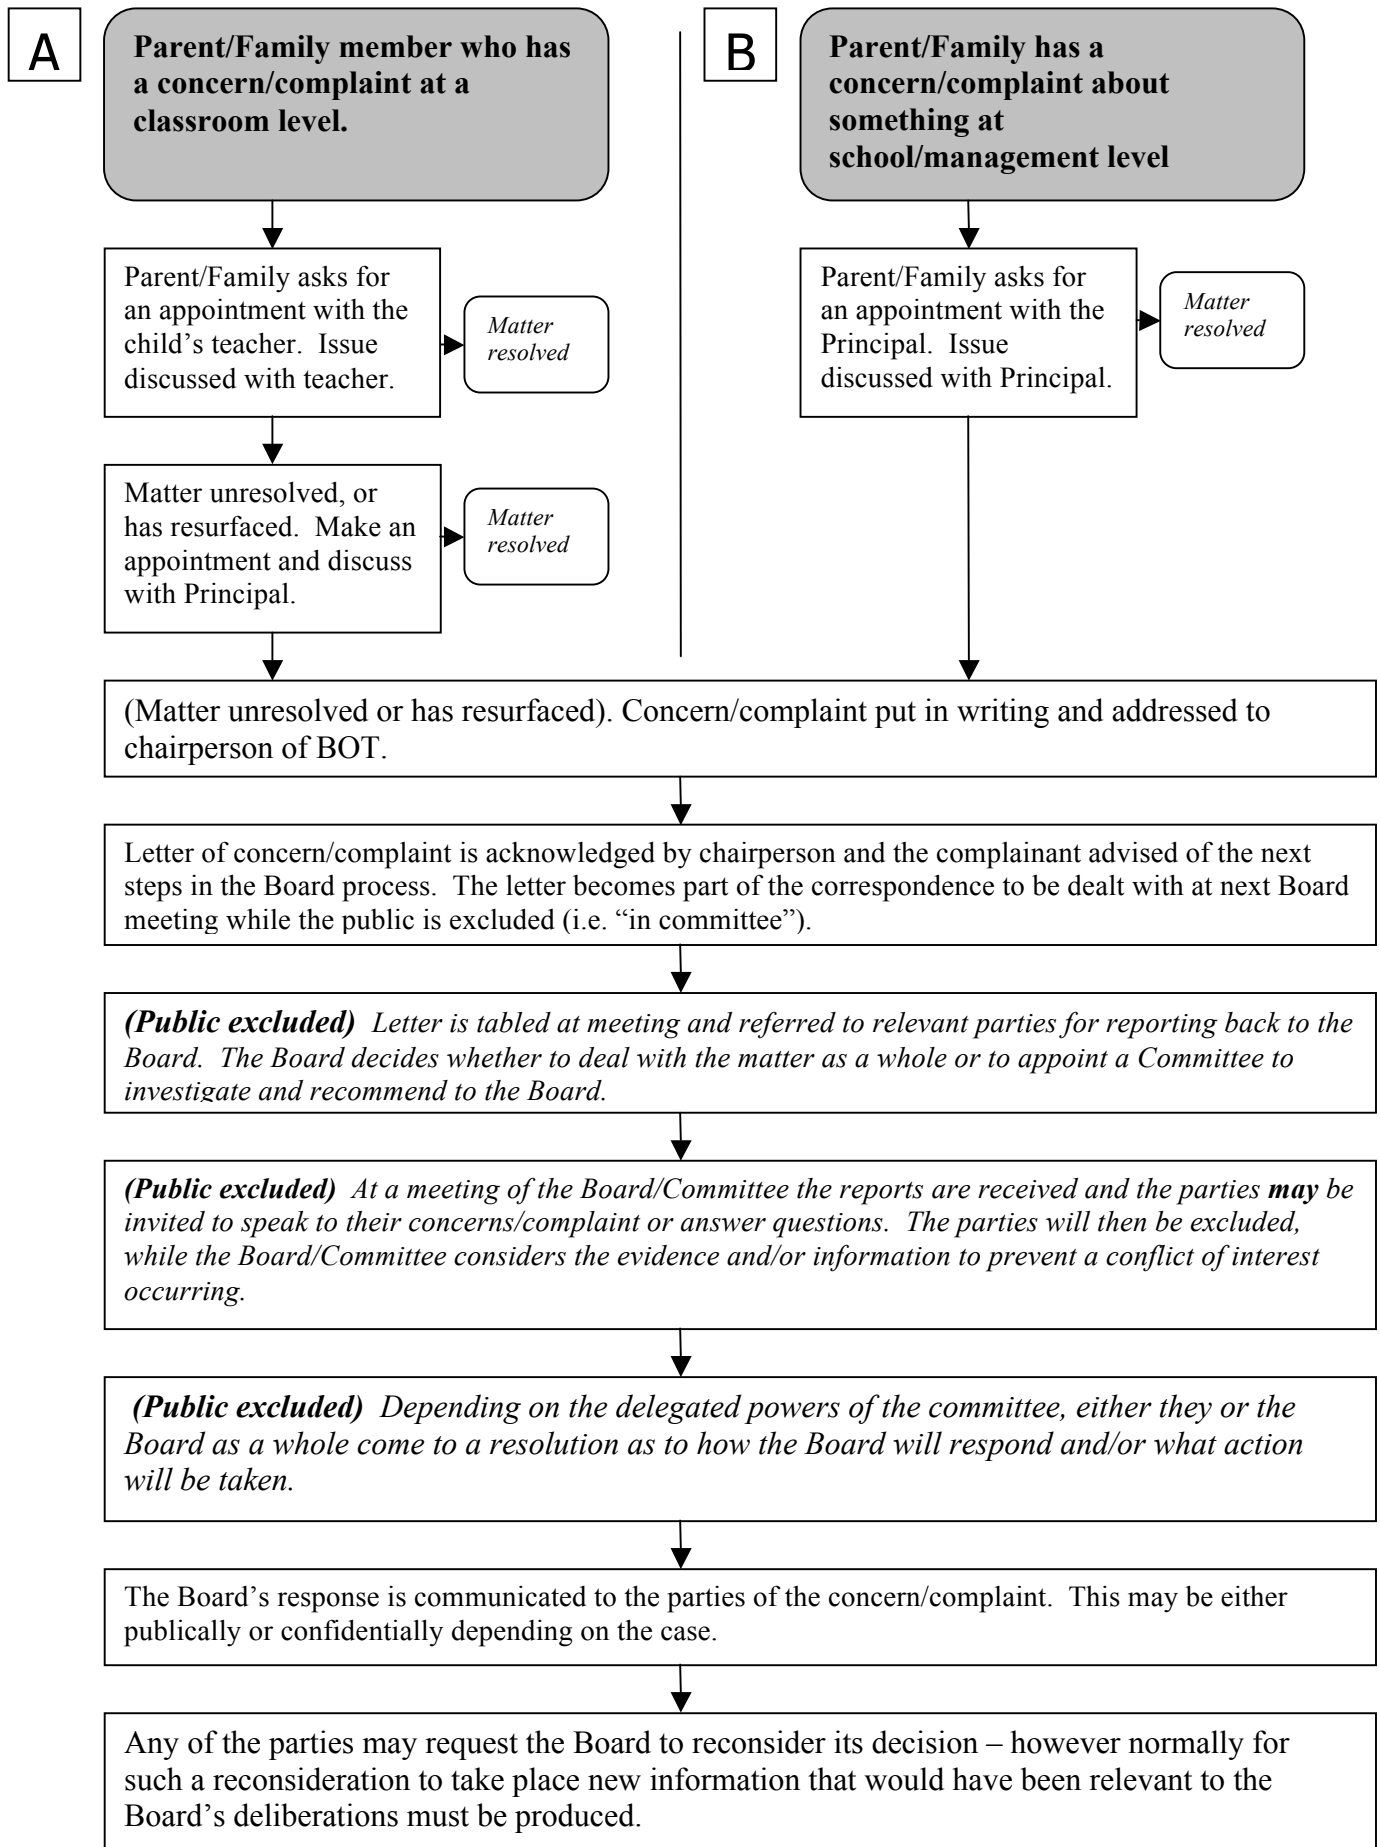 A
Parent/Family member who has
a concern/complaint at a
classroom level.
Parent/Family asks for
an appointment with the
child’s teacher.  Issue
discussed with teacher.
Matter
resolved
Matter unresolved, or
has resurfaced.  Make an
appointment and discuss
with Principal.
Matter
resolved
B
Parent/Family has a
concern/complaint about
something at
school/management level
Parent/Family asks for
an appointment with the
Principal.  Issue
discussed with Principal.
Matter
resolved
(Matter unresolved or has resurfaced). Concern/complaint put in writing and addressed to
chairperson of BOT.
Letter of concern/complaint is acknowledged by chairperson and the complainant advised of the next
steps in the Board process.  The letter becomes part of the correspondence to be dealt with at next Board
meeting while the public is excluded (i.e. “in committee”).
(Public excluded)  Letter is tabled at meeting and referred to relevant parties for reporting back to the
Board.  The Board decides whether to deal with the matter as a whole or to appoint a Committee to
investigate and recommend to the Board.
(Public excluded)  At a meeting of the Board/Committee the reports are received and the parties may be
invited to speak to their concerns/complaint or answer questions.  The parties will then be excluded,
while the Board/Committee considers the evidence and/or information to prevent a conflict of interest
occurring.
(Public excluded)  Depending on the delegated powers of the committee, either they or the
Board as a whole come to a resolution as to how the Board will respond and/or what action
will be taken.
The Board’s response is communicated to the parties of the concern/complaint.  This may be either
publically or confidentially depending on the case.
Any of the parties may request the Board to reconsider its decision – however normally for
such a reconsideration to take place new information that would have been relevant to the
Board’s deliberations must be produced.